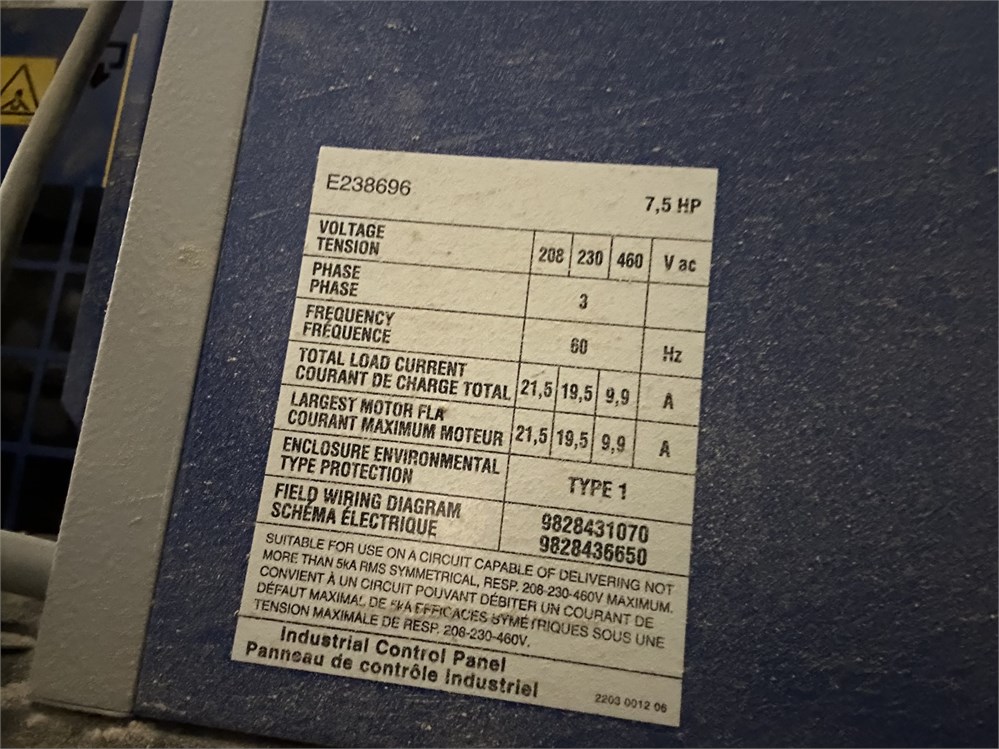 E238696
7,5 HP
VOLTAGE
TENSION
208 230 460 V ac
PHASE
PHASE
3
FREQUENCY
FRÉQUENCE
60 Hz
TOTAL LOAD CURRENT
COURANT DE CHARGE TOTAL
21,5 19,5 9,9 A
LARGEST MOTOR FLA
COURANT MAXIMUM MOTEUR
21,5 19,5 9,9 A
ENCLOSURE ENVIRONMENTAL
TYPE PROTECTION
TYPE 1
FIELD WIRING DIAGRAM
SCHÉMA ÉLECTRIQUE
9828431070
9828436650
SUITABLE FOR USE ON A CIRCUIT CAPABLE OF DELIVERING NOT
MORE THAN 5kA RMS SYMMETRICAL, RESP. 208-230-460V MAXIMUM.
CONVIENT À UN CIRCUIT POUVANT DÉBITER UN COURANT DE
DÉFAUT MAXIMAL DE 5kA EFFICACES SYMÉTRIQUES SOUS UNE
TENSION MAXIMALE DE RESP. 208-230-460V.
Industrial Control Panel
Panneau de contrôle industriel
2203 0012 06